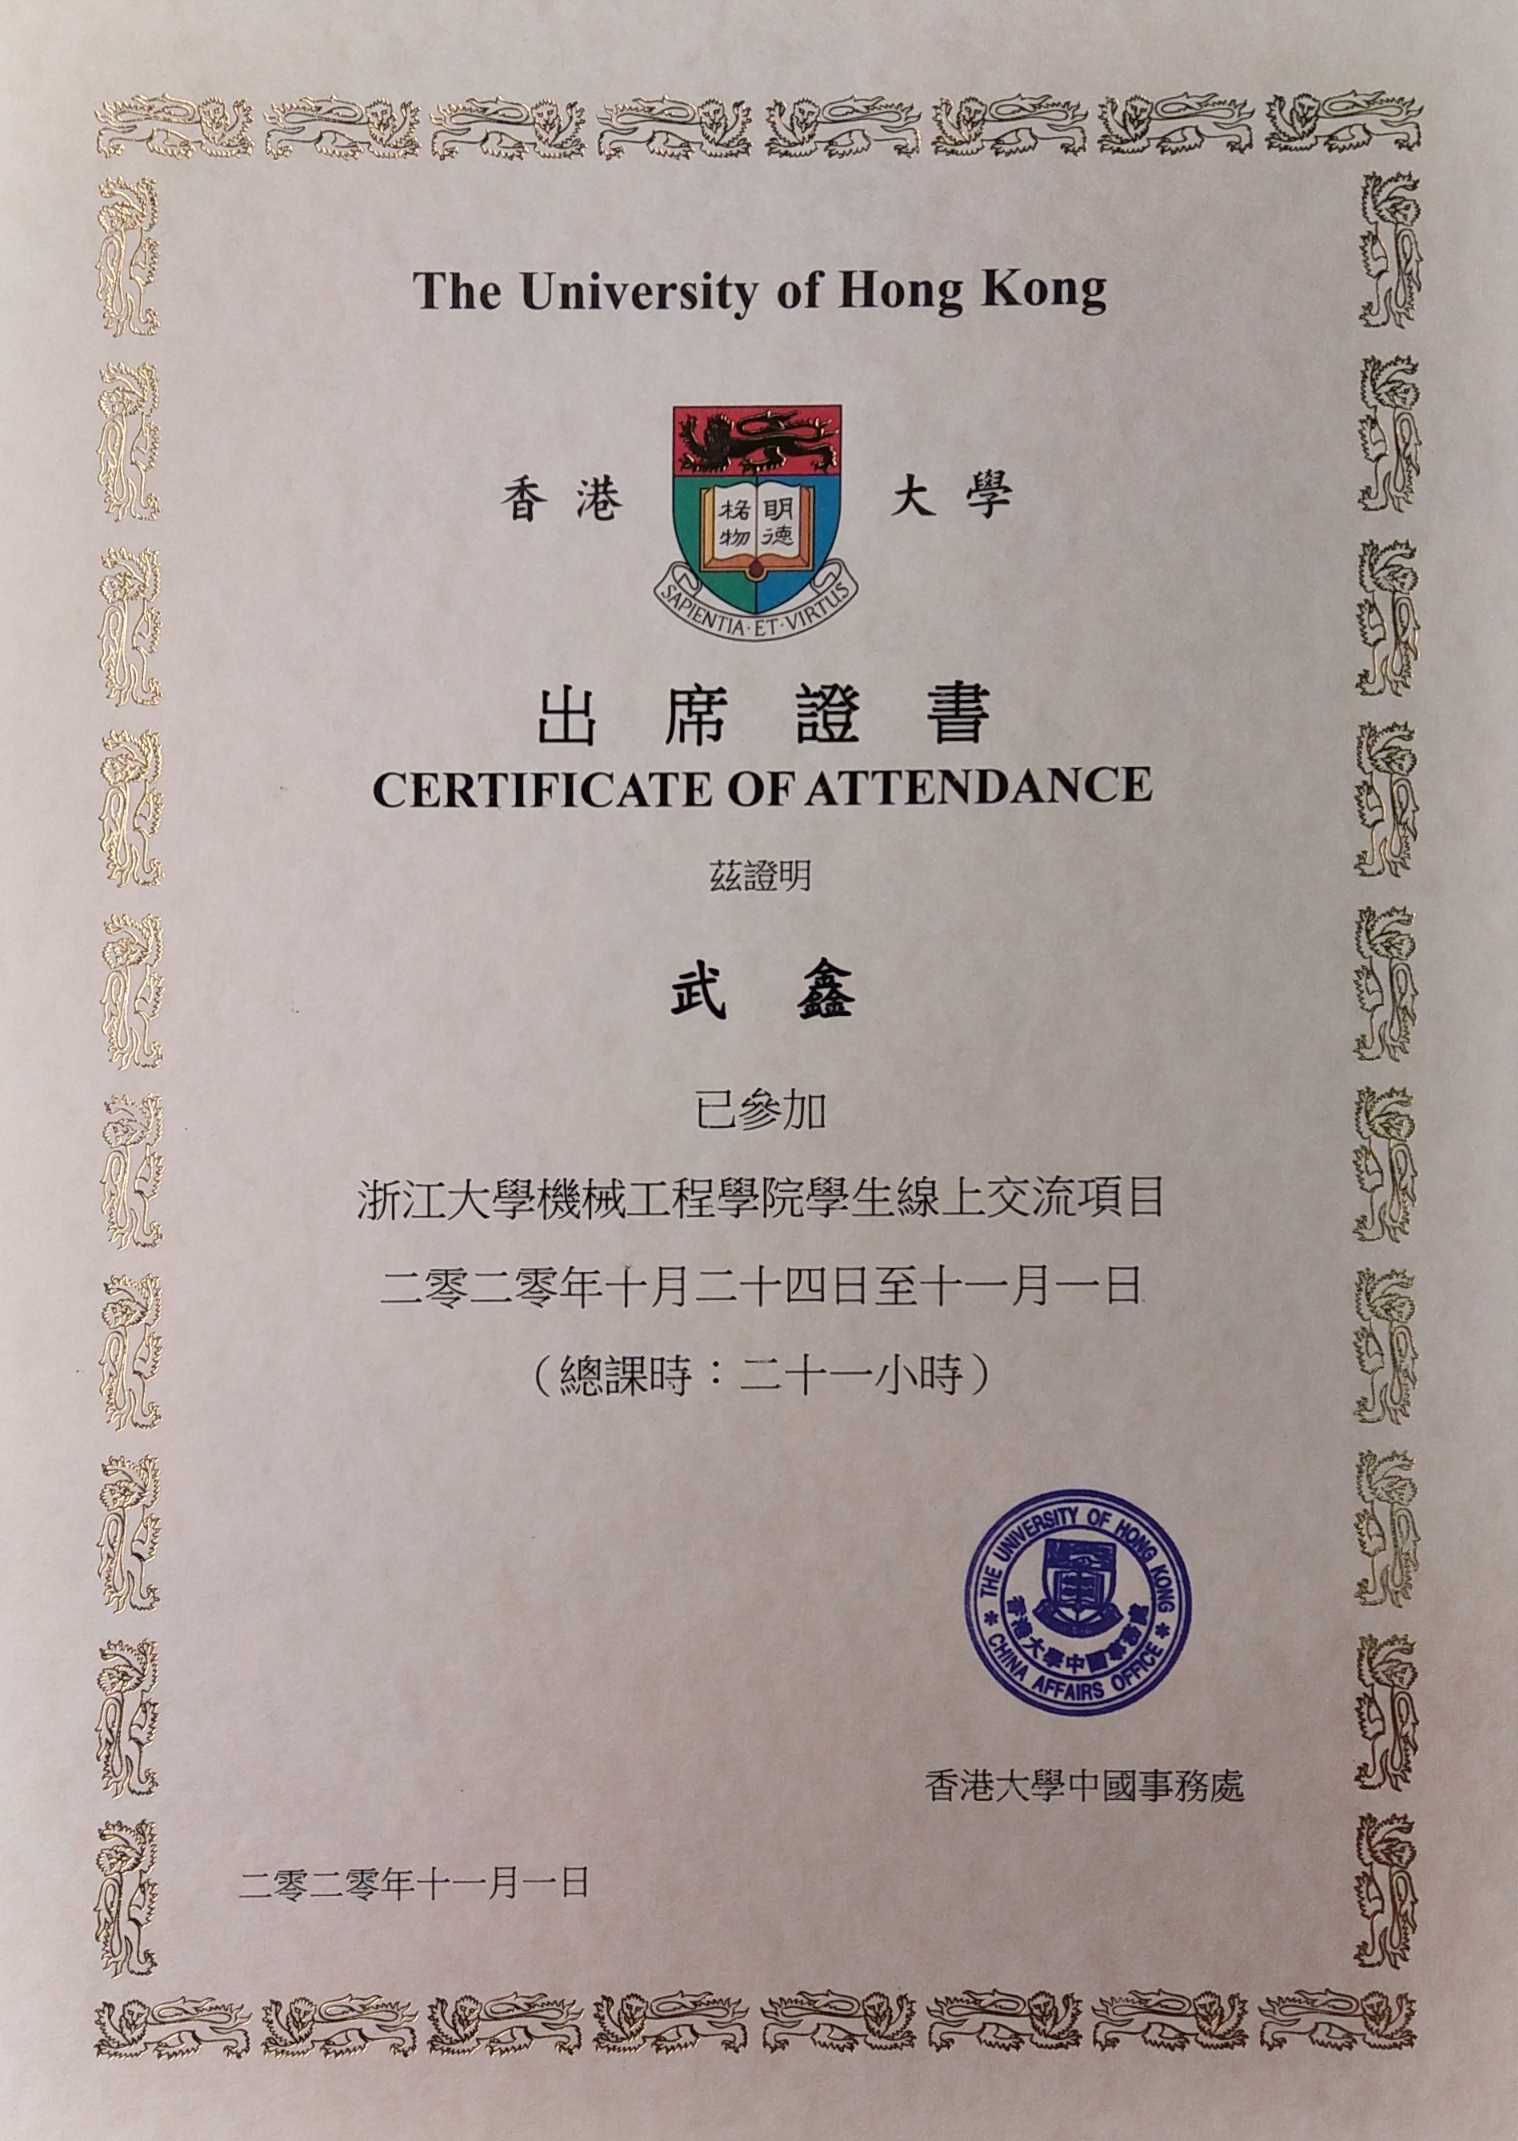 The University of Hong Kong
香港 大學
格物 明德
SAPIENTIA·ET·VIRTUS
出席證書
CERTIFICATE OF ATTENDANCE
茲證明
武鑫
已參加
浙江大學機械工程學院學生線上交流項目
二零二零年十月二十四日至十一月一日
（總課時：二十一小時）
THE UNIVERSITY OF HONG KONG
香港大學中國事務處
* CHINA AFFAIRS OFFICE *
香港大學中國事務處
二零二零年十一月一日